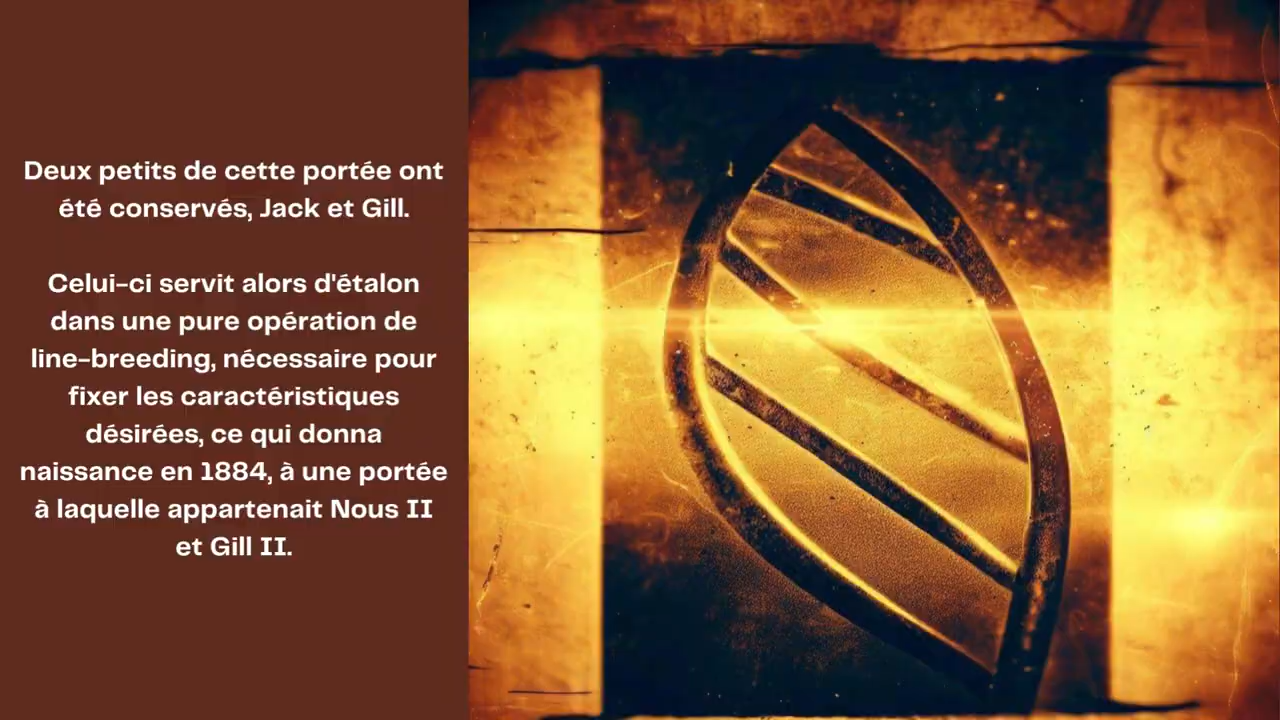 Deux petits de cette portée ont
été conservés, Jack et Gill.
Celui-ci servit alors d'étalon
dans une pure opération de
line-breeding, nécessaire pour
fixer les caractéristiques
désirées, ce qui donna
naissance en 1884, à une portée
à laquelle appartenait Nous II
et Gill II.